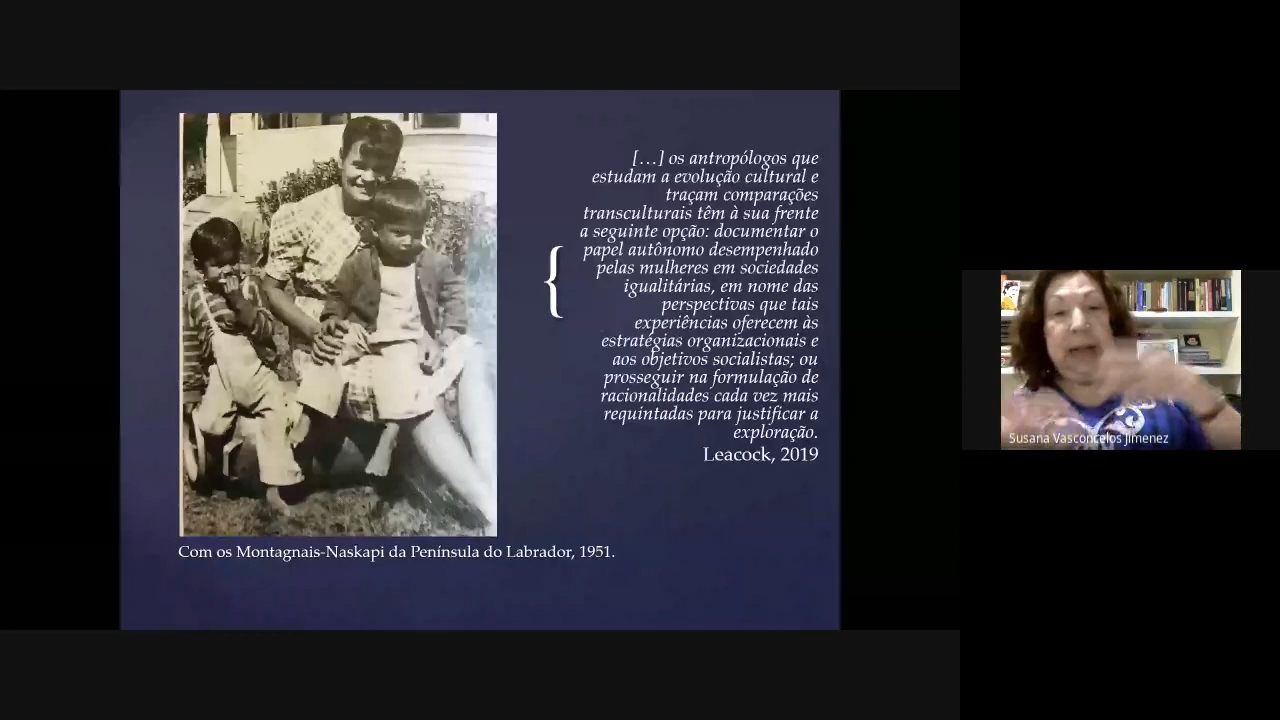 […] os antropólogos que
estudam a evolução cultural e
traçam comparações
transculturais têm à sua frente
a seguinte opção: documentar o
papel autônomo desempenhado
pelas mulheres em sociedades
igualitárias, em nome das
perspectivas que tais
experiências oferecem às
estratégias organizacionais e
aos objetivos socialistas; ou
prosseguir na formulação de
racionalidades cada vez mais
requintadas para justificar a
exploração.
Leacock, 2019
Com os Montagnais-Naskapi da Península do Labrador, 1951.
Susana Vasconcelos Jimenez